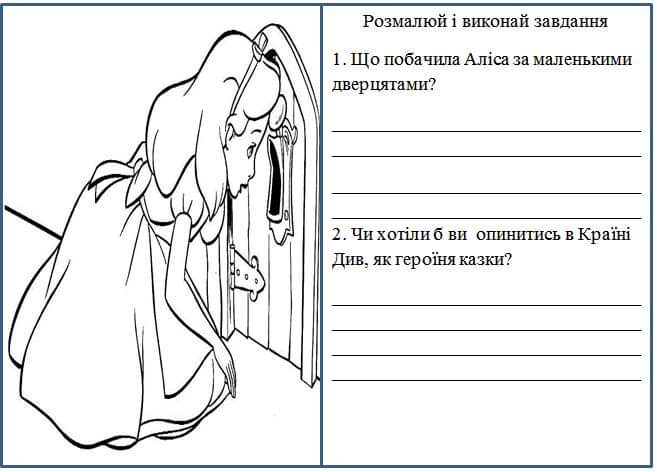 Розмалюй і виконай завдання
1. Що побачила Аліса за маленькими
дверцятами?
2. Чи хотіли б ви опинитись в Країні
Див, як героїня казки?